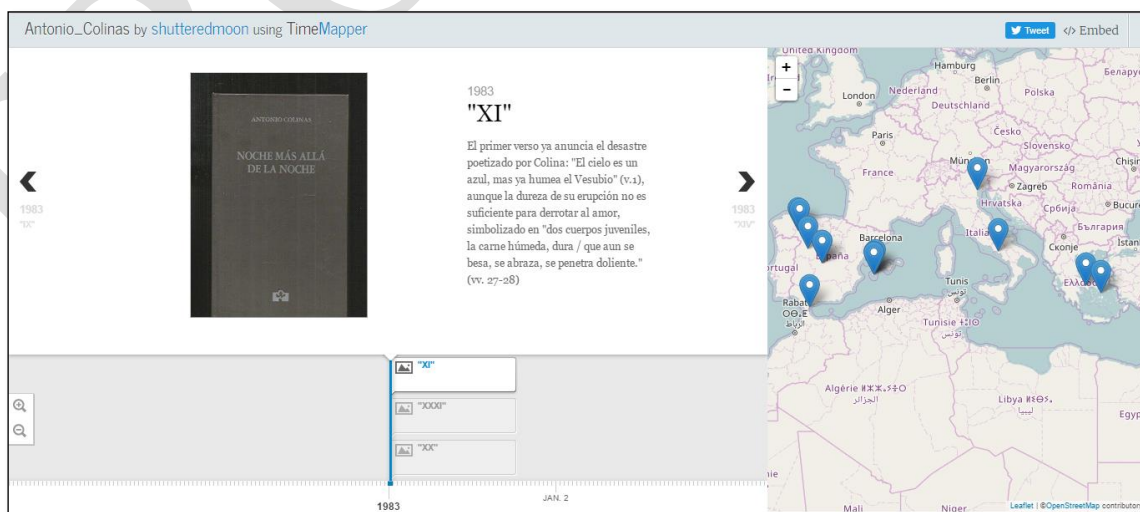 Antonio_Colinas by shutteredmoon using TimeMapper
Tweet
</> Embed
ANTONIO COLINAS
NOCHE MÁS ALLÁ
DE LA NOCHE
1983
"XI"
El primer verso ya anuncia el desastre
poetizado por Colina: "El cielo es un
azul, mas ya humea el Vesubio" (v.1),
aunque la dureza de su erupción no es
suficiente para derrotar al amor,
simbolizado en "dos cuerpos juveniles,
la carne húmeda, dura / que aun se
besa, se abraza, se penetra doliente."
(vv. 27-28)
1983
"IX"
1983
"XIV"
"XI"
"XXXI"
"XX"
1983
JAN. 2
+
-
United Kingdom
Hamburg
Berlin
London
Nederland
Polska
Deutschland
Paris
Česko
Slovensko
France
Magyarország
Zagreb
România
Hrvatska
Србија
България
Italia
Barcelona
España
Tunis
تونس
Rabat
الرباط
Alger
Tunisie
تونس
Algérie
الجزائر
Libya
ليبيا
Mali
Niger
Leaflet | ©OpenStreetMap contributors